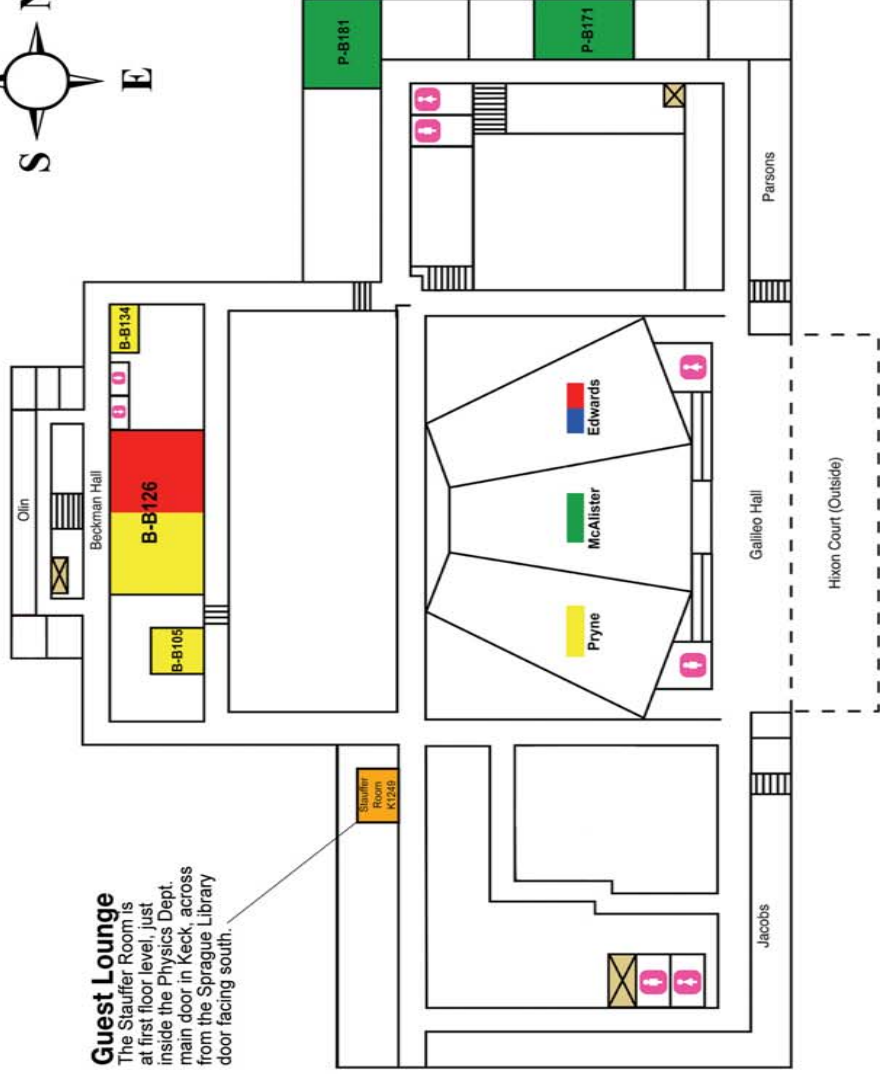 N
S
E
P-B181
P-B171
B-B134
Olin
Beckman Hall
B-B126
B-B105
Parsons
Edwards
McAlister
Pryne
Galileo Hall
Hixon Court (Outside)
Stauffer
Room
K1249
Guest Lounge
The Stauffer Room is
at first floor level, just
inside the Physics Dept.
main door in Keck, across
from the Sprague Library
door facing south.
Jacobs